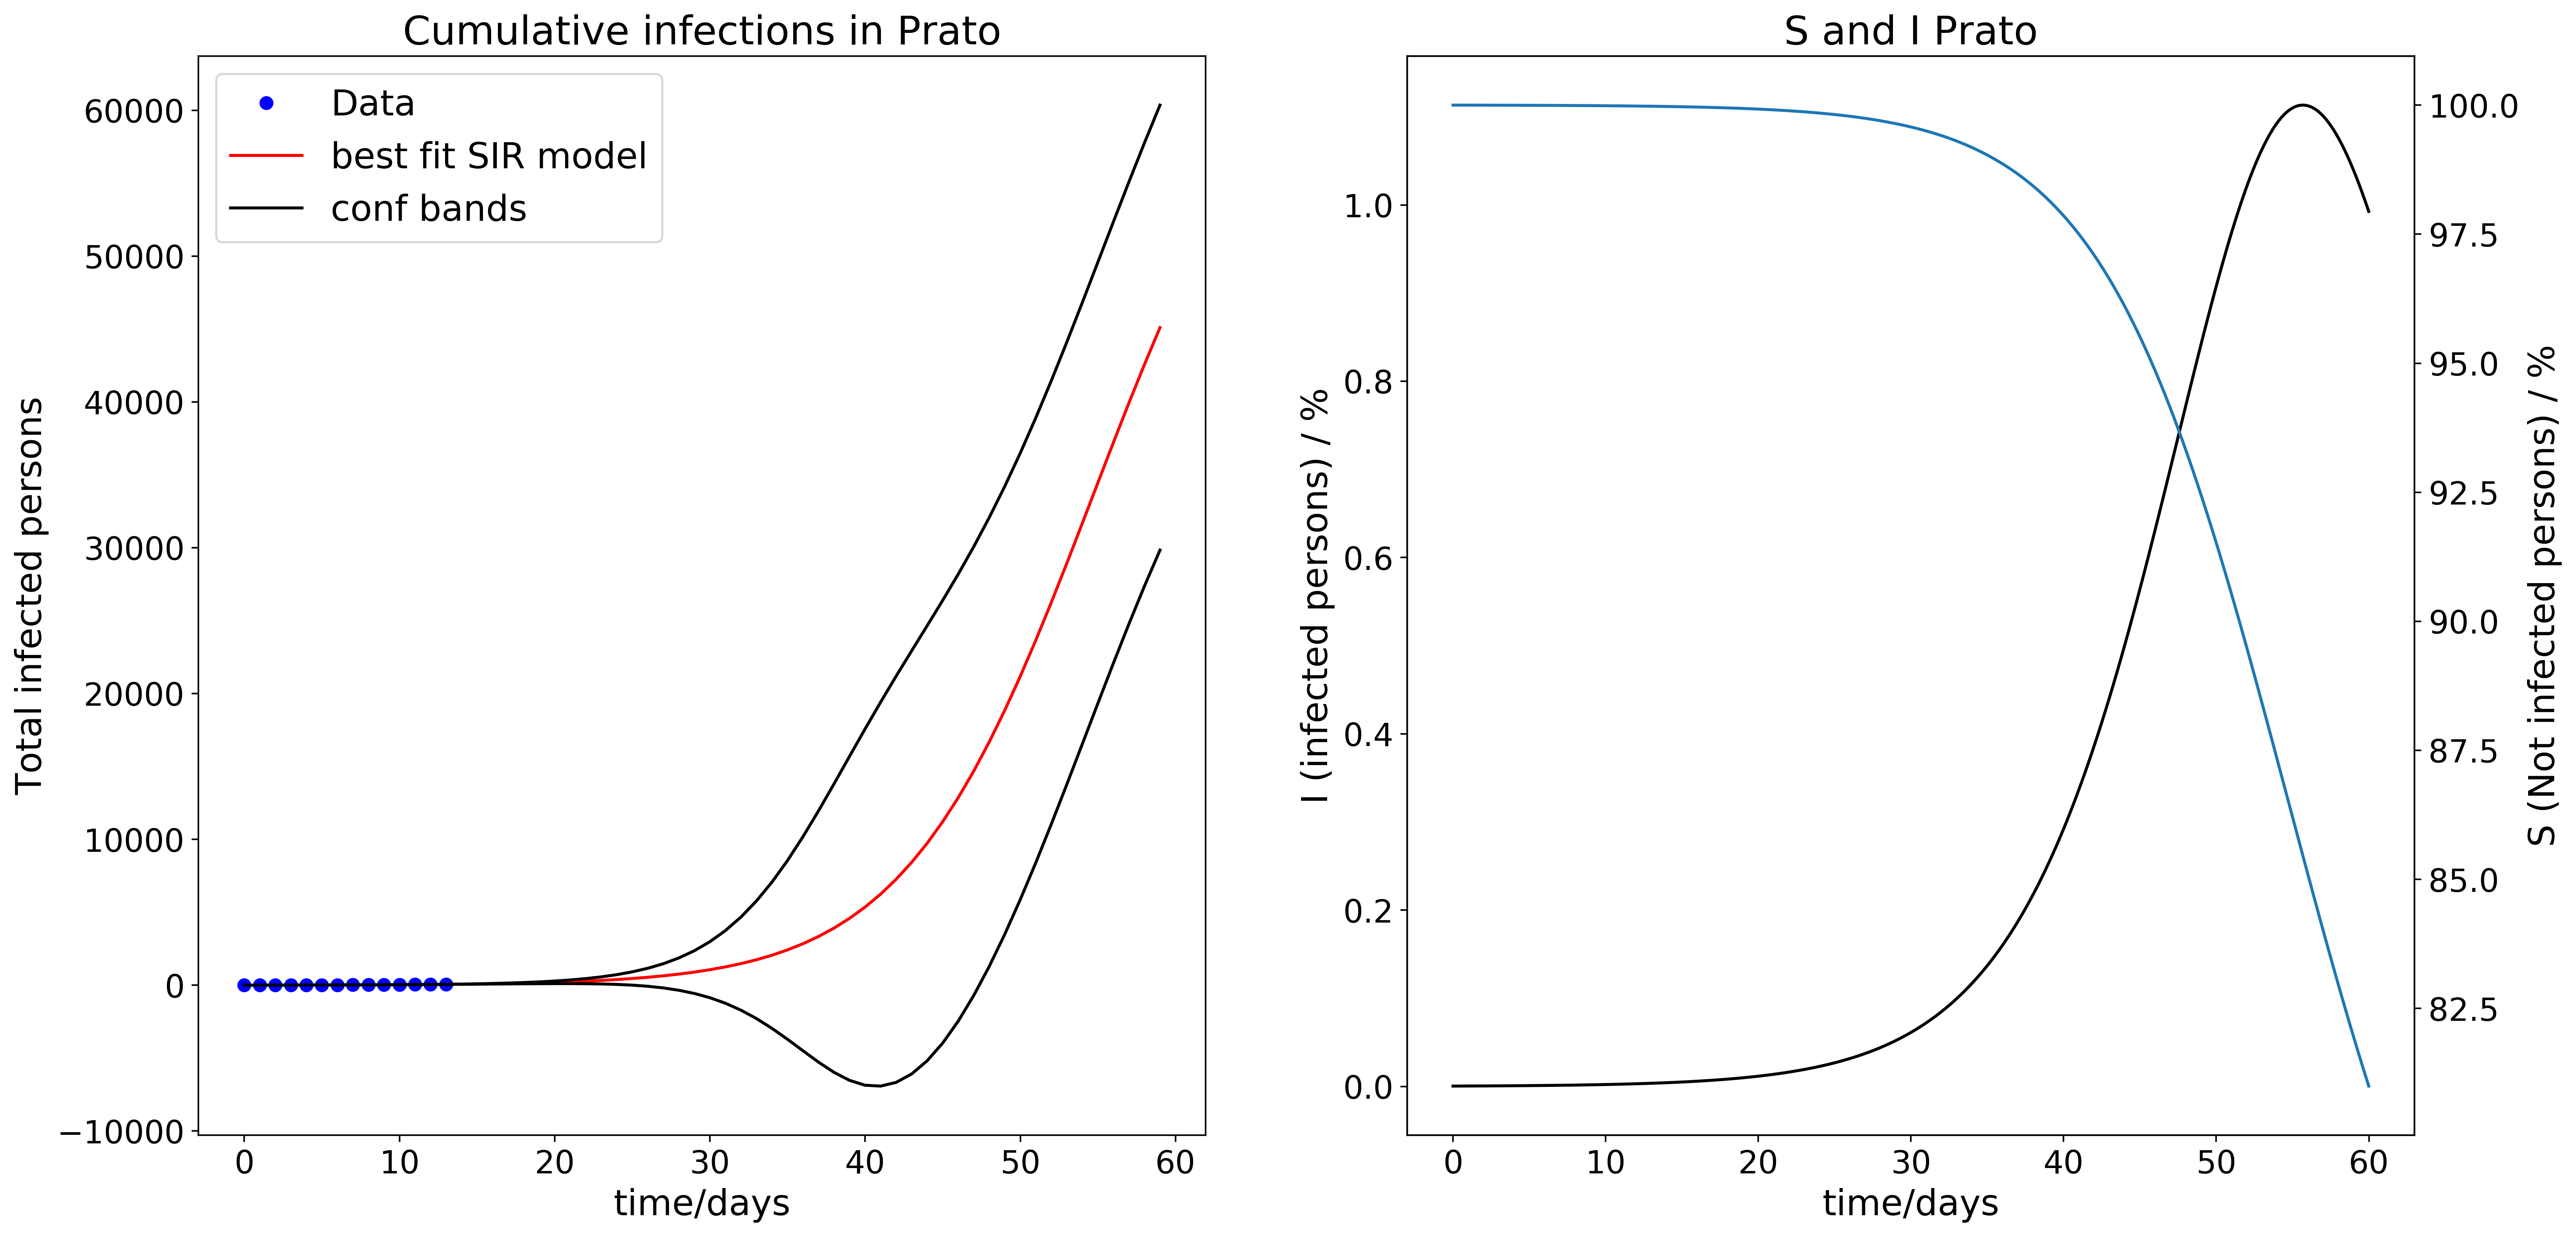 Cumulative infections in Prato
Data
best fit SIR model
conf bands
Total infected persons
60000
50000
40000
30000
20000
10000
0
−10000
0 10 20 30 40 50 60
time/days
S and I Prato
I (infected persons) / %
1.0
0.8
0.6
0.4
0.2
0.0
100.0
97.5
95.0
92.5
90.0
87.5
85.0
82.5
S (Not infected persons) / %
0 10 20 30 40 50 60
time/days